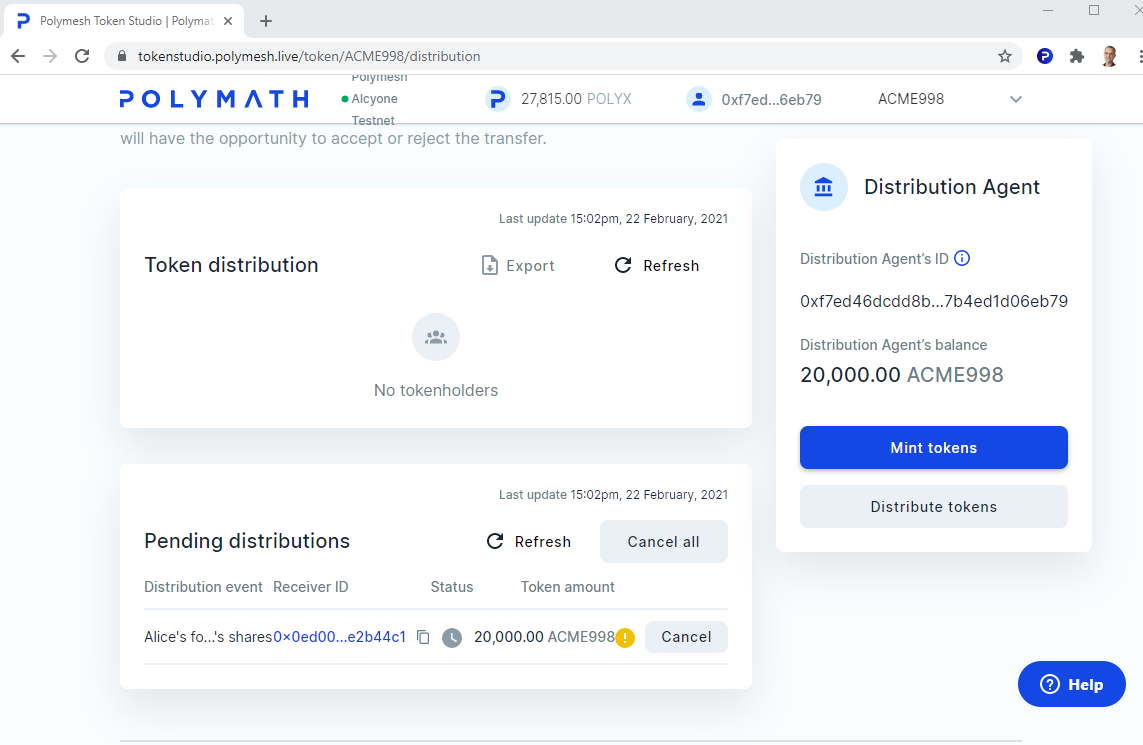 Polymesh Token Studio | Polymat
tokenstudio.polymesh.live/token/ACME998/distribution
POLYMATH
Polymesh
Alcyone
Testnet
27,815.00 POLYX
0xf7ed...6eb79
ACME998
will have the opportunity to accept or reject the transfer.
Last update 15:02pm, 22 February, 2021
Token distribution
Export
Refresh
No tokenholders
Last update 15:02pm, 22 February, 2021
Pending distributions
Refresh
Cancel all
Distribution event Receiver ID Status Token amount
Alice's fo...'s shares 0x0ed00...e2b44c1 20,000.00 ACME998 Cancel
Distribution Agent
Distribution Agent's ID
0xf7ed46dcdd8b...7b4ed1d06eb79
Distribution Agent's balance
20,000.00 ACME998
Mint tokens
Distribute tokens
Help